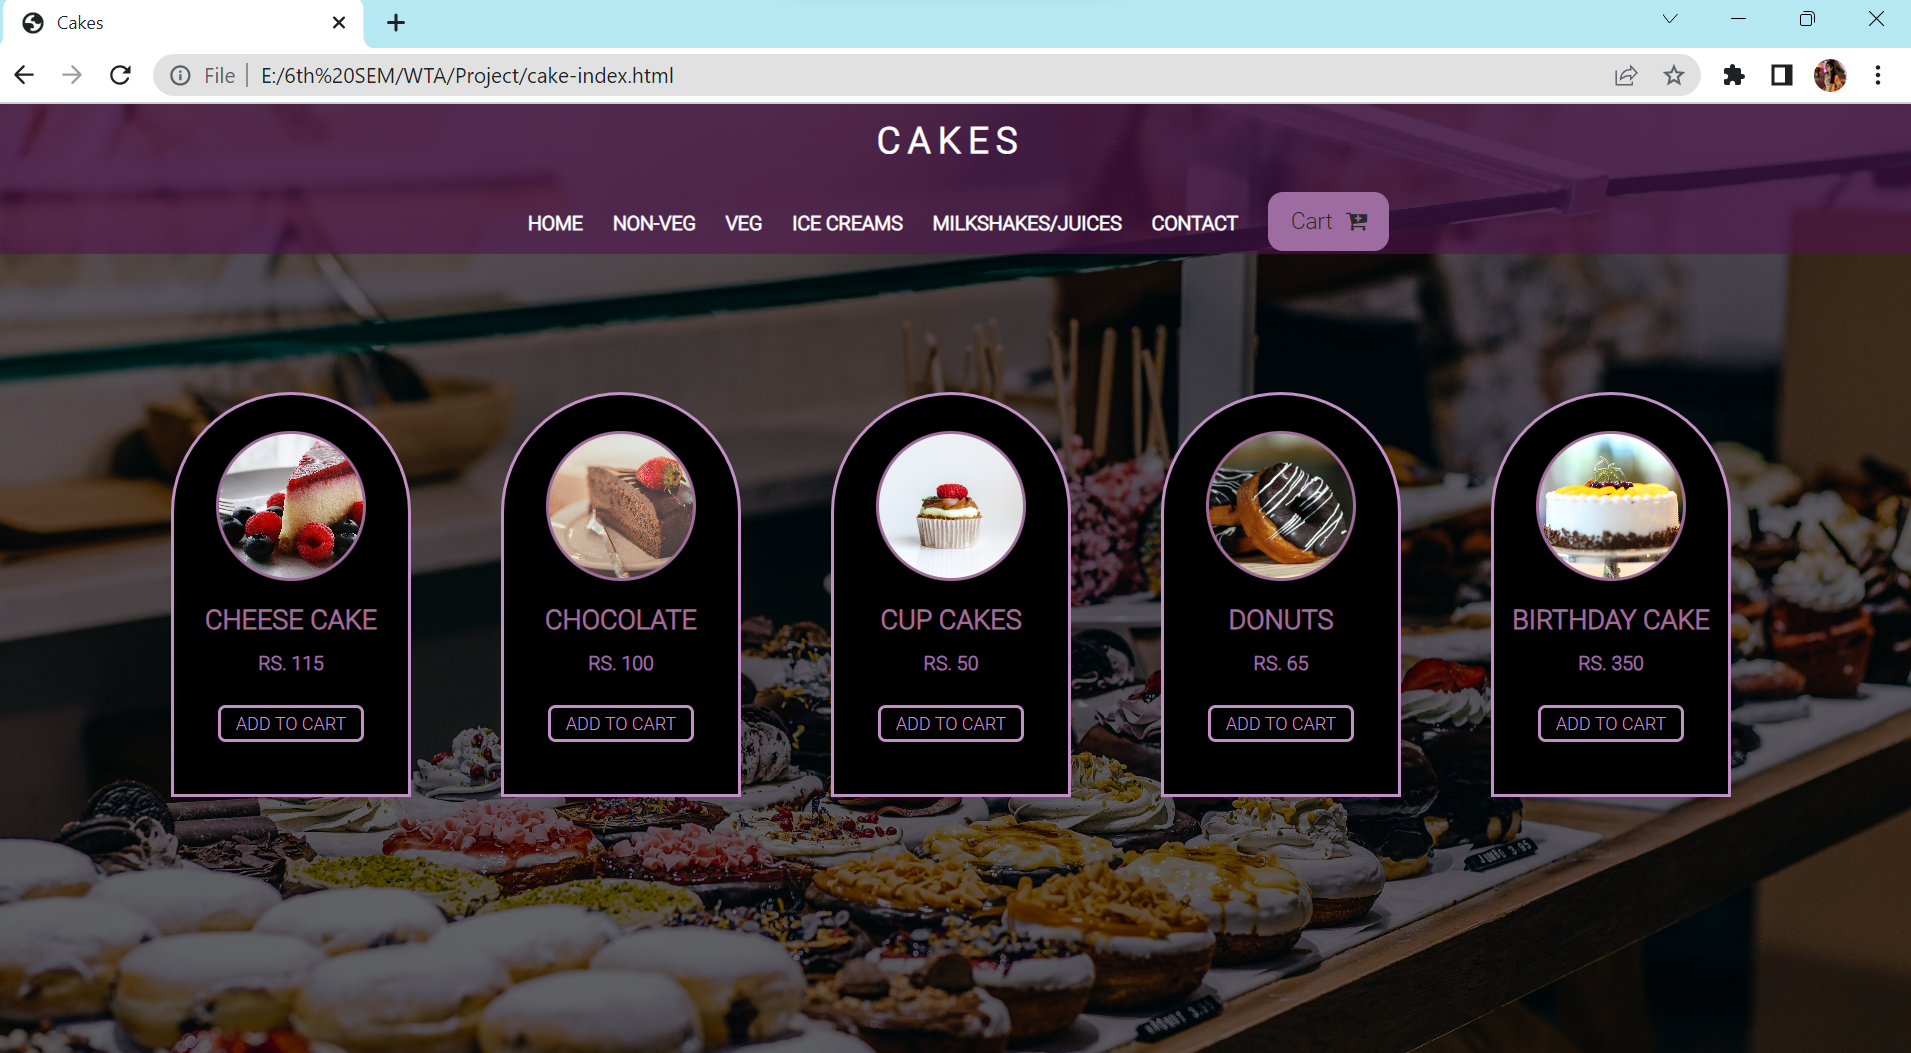 Cakes
File
E:/6th%20SEM/WTA/Project/cake-index.html
CAKES
HOME NON-VEG VEG ICE CREAMS MILKSHAKES/JUICES CONTACT Cart
CHEESE CAKE
RS. 115
ADD TO CART
CHOCOLATE
RS. 100
ADD TO CART
CUP CAKES
RS. 50
ADD TO CART
DONUTS
RS. 65
ADD TO CART
BIRTHDAY CAKE
RS. 350
ADD TO CART